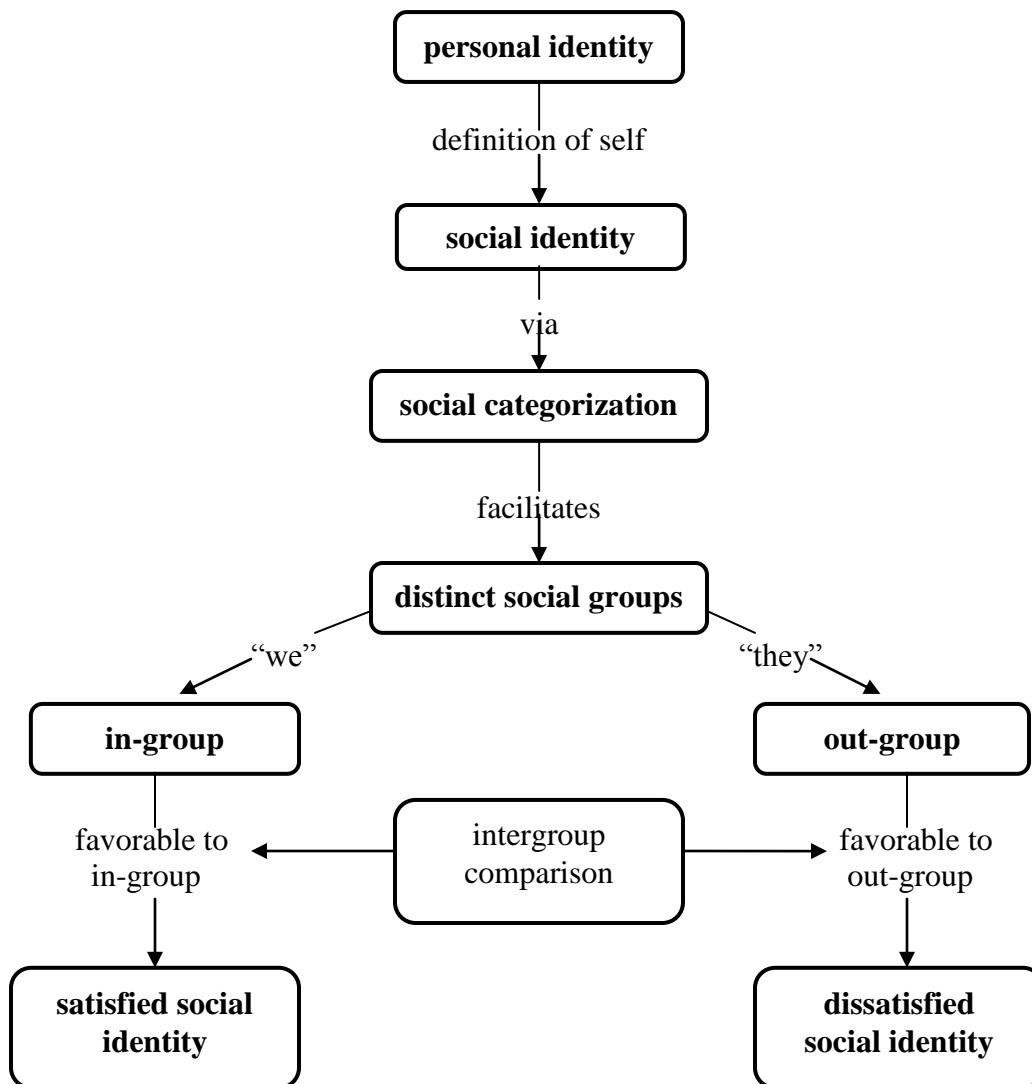 personal identity
definition of self
social identity
via
social categorization
facilitates
distinct social groups
“we”
“they”
in-group
out-group
favorable to
in-group
intergroup
comparison
favorable to
out-group
satisfied social
identity
dissatisfied
social identity